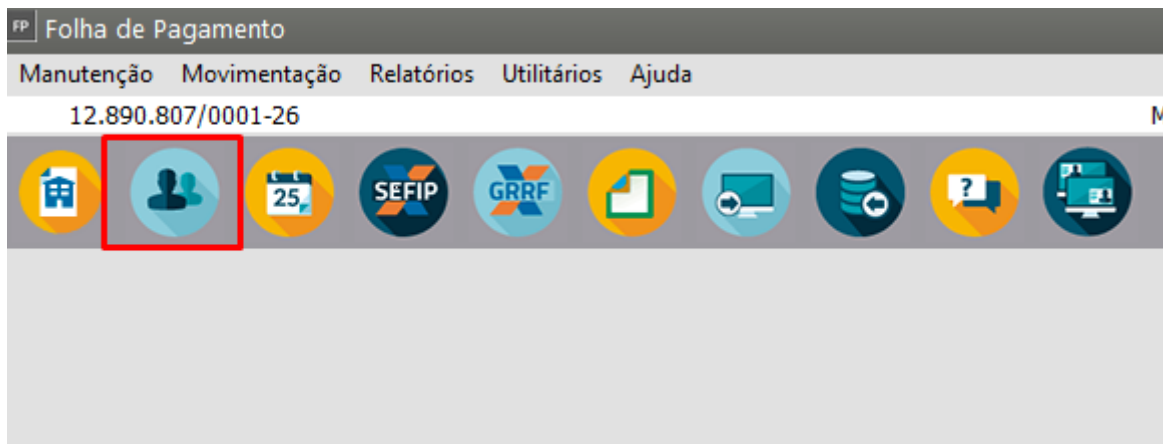 FP Folha de Pagamento
Manutenção Movimentação Relatórios Utilitários Ajuda
12.890.807/0001-26 M
25 SEFIP GRRF ?